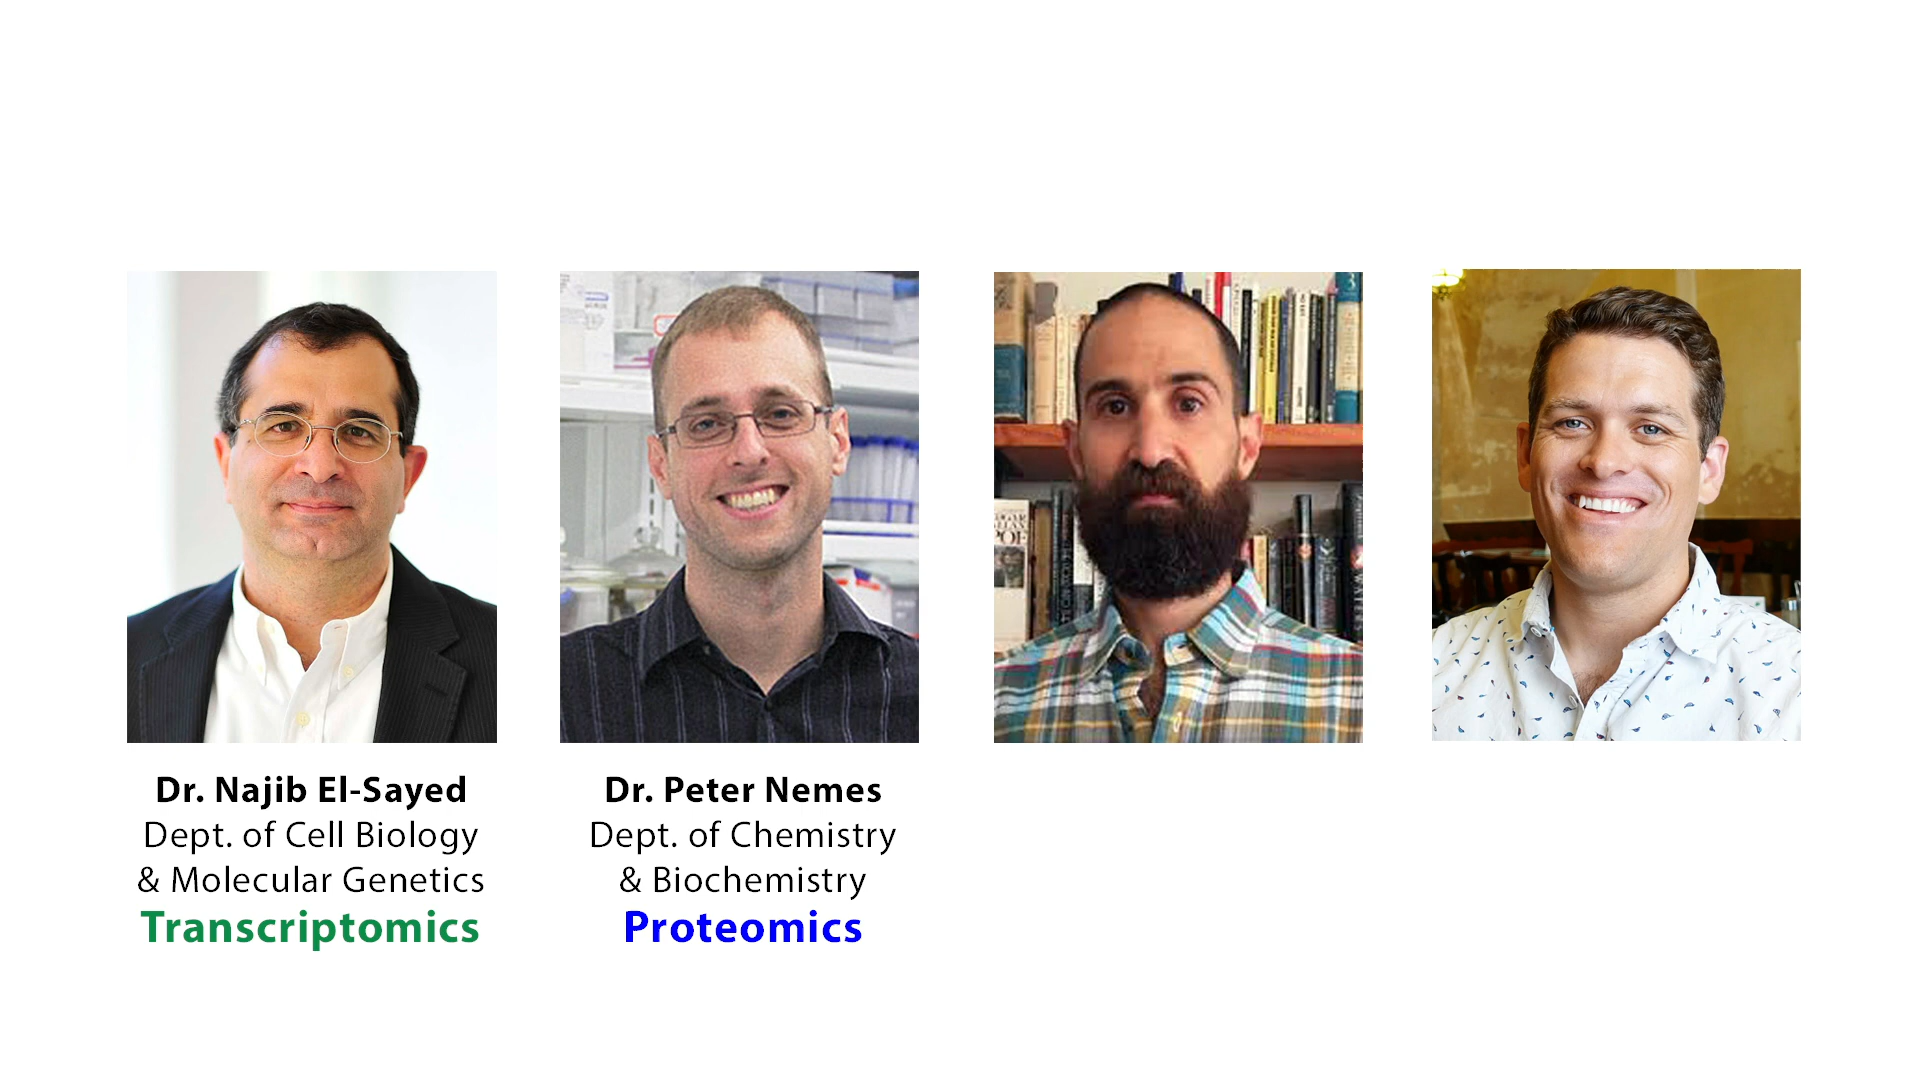 Dr. Najib El-Sayed
Dept. of Cell Biology
& Molecular Genetics
Transcriptomics
Dr. Peter Nemes
Dept. of Chemistry
& Biochemistry
Proteomics
POE